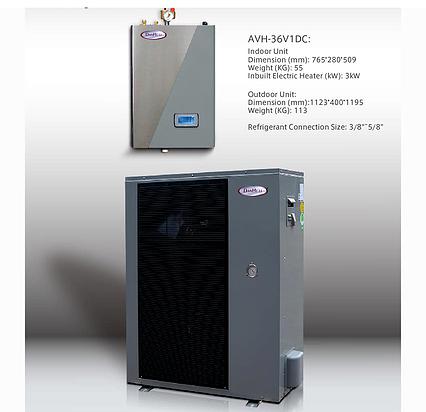 AVH-36V1DC:
Indoor Unit
Dimension (mm): 765*280*509
Weight (KG): 55
Inbuilt Electric Heater (kW): 3kW
Outdoor Unit:
Dimension (mm):1123*400*1195
Weight (KG): 113
Refrigerant Connection Size: 3/8"~5/8"